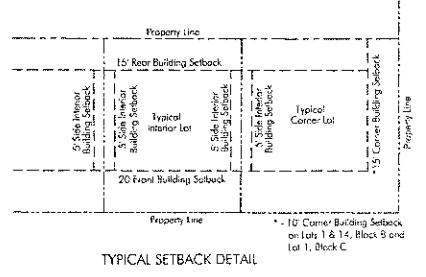 Property Line
15' Rear Building Setback
5' Side Interior
Building Setback
5' Side Interior
Building Setback
Typical
Interior Lot
5' Side Interior
Building Setback
5' Side Interior
Building Setback
Typical
Corner Lot
*15' Corner Building Setback
Property Line
20 Front Building Setback
Property Line
* - 10' Corner Building Setback
on Lots 1 & 14, Block B and
Lot 1, Block C
TYPICAL SETBACK DETAIL